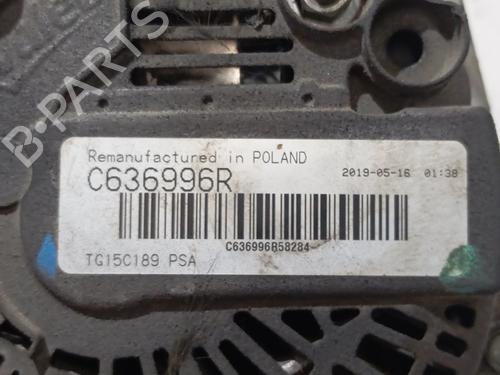 Remanufactured in POLAND
C636996R
2019-05-16 01:38
C636996R58284
TG15C189 PSA
B-PARTS